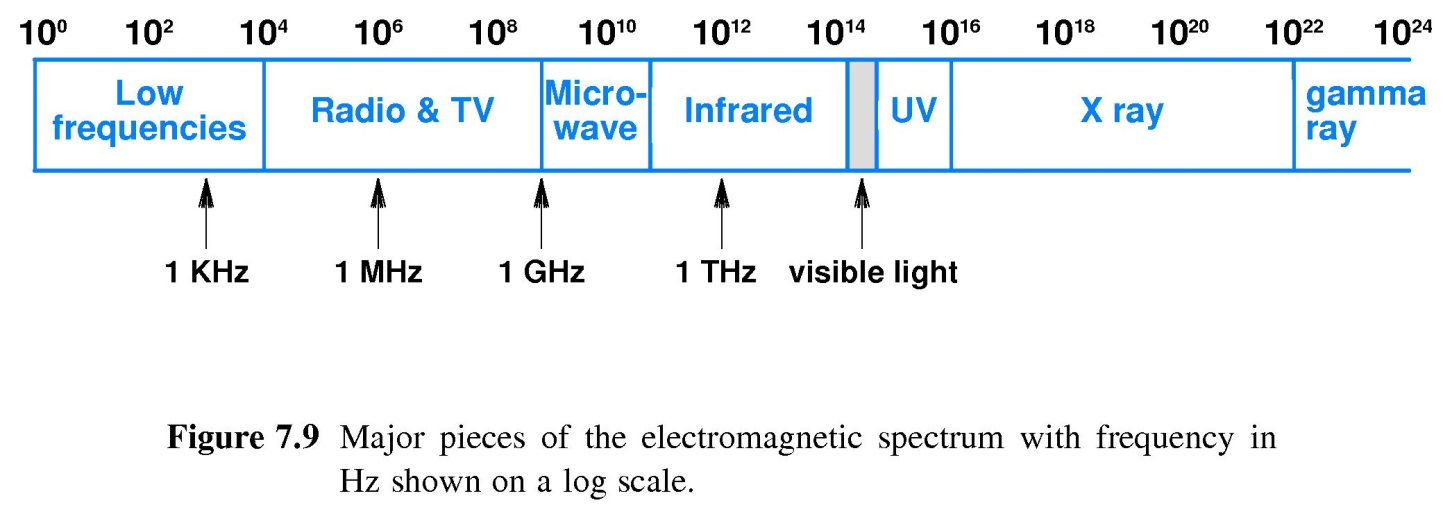 10⁰ 10² 10⁴ 10⁶ 10⁸ 10¹⁰ 10¹² 10¹⁴ 10¹⁶ 10¹⁸ 10²⁰ 10²² 10²⁴
Low
frequencies
Radio & TV
Micro-
wave
Infrared
UV
X ray
gamma
ray
1 KHz 1 MHz 1 GHz 1 THz visible light
Figure 7.9 Major pieces of the electromagnetic spectrum with frequency in
Hz shown on a log scale.